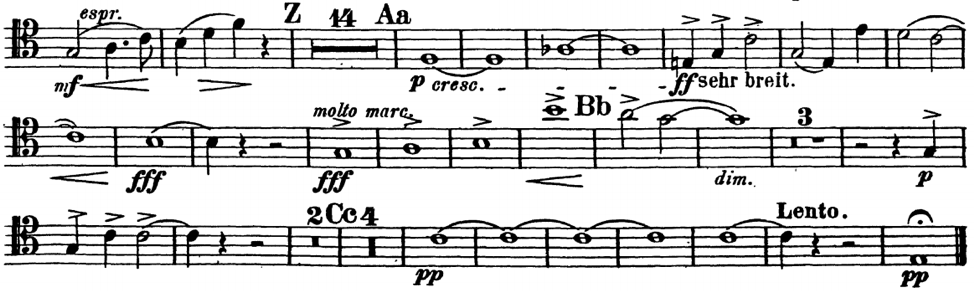 espr. Z 14 Aa
mf p cresc. ff sehr breit.
molto marc. Bb 3
fff fff dim. p
2 Cc 4 Lento.
pp pp